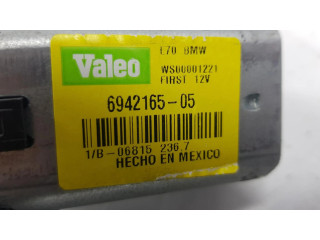 Valeo
E70 BMW
WS00001221
FIRST 12V
6942165-05
1/B-06815 236.7
HECHO EN MEXICO